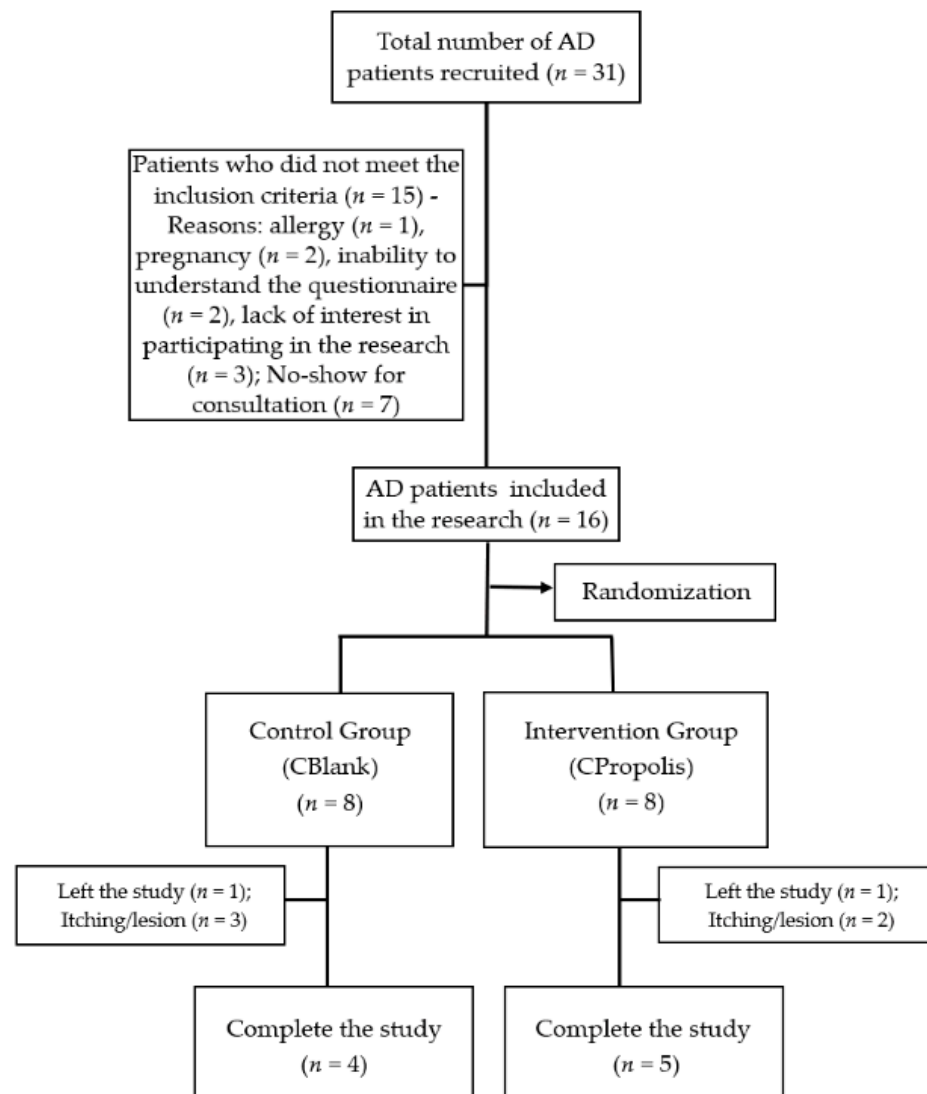 Total number of AD
patients recruited (n = 31)
Patients who did not meet the
inclusion criteria (n = 15) -
Reasons: allergy (n = 1),
pregnancy (n = 2), inability to
understand the questionnaire
(n = 2), lack of interest in
participating in the research
(n = 3); No-show for
consultation (n = 7)
AD patients included
in the research (n = 16)
Randomization
Control Group
(CBlank)
(n = 8)
Intervention Group
(CPropolis)
(n = 8)
Left the study (n = 1);
Itching/lesion (n = 3)
Left the study (n = 1);
Itching/lesion (n = 2)
Complete the study
(n = 4)
Complete the study
(n = 5)